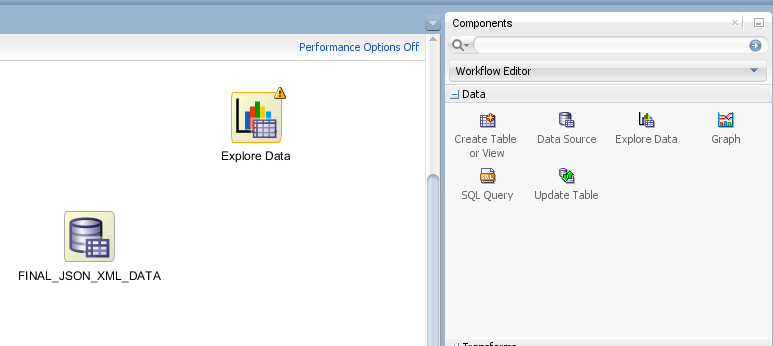 Components
Performance Options Off
Workflow Editor
Data
Explore Data
Create Table
or View
Data Source
Explore Data
Graph
SQL Query
Update Table
FINAL_JSON_XML_DATA
Transforms